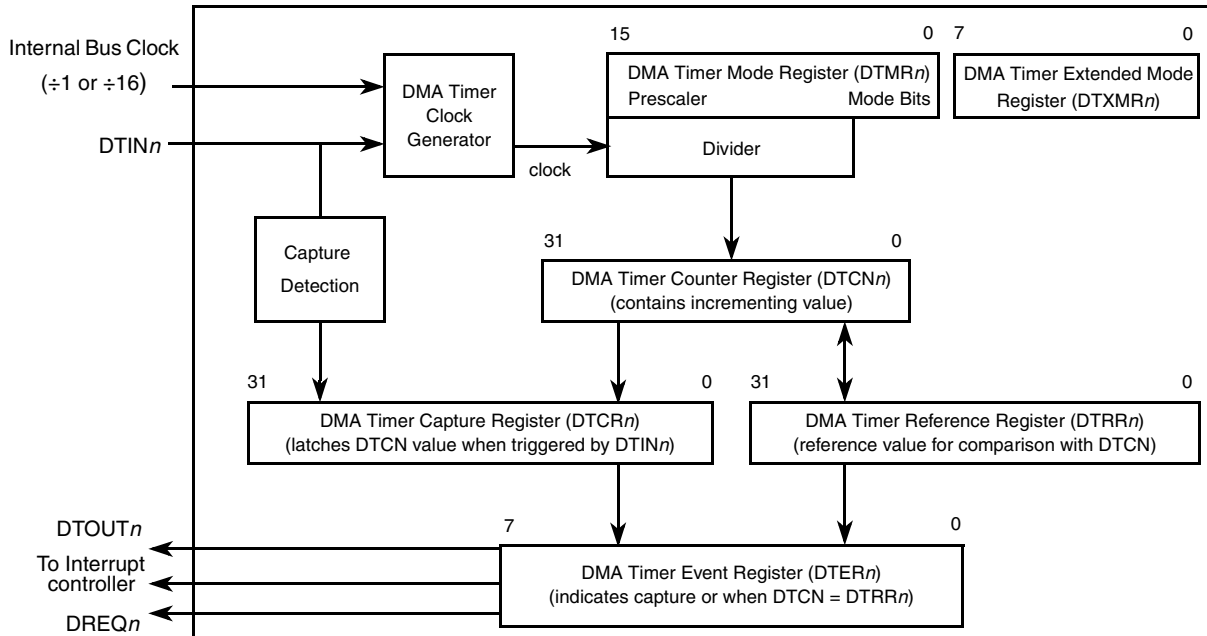 15 0 7 0
Internal Bus Clock
(÷1 or ÷16)
DTINn
DMA Timer
Clock
Generator
clock
DMA Timer Mode Register (DTMRn)
Prescaler Mode Bits
Divider
DMA Timer Extended Mode
Register (DTXMRn)
Capture
Detection
31 0
DMA Timer Counter Register (DTCNn)
(contains incrementing value)
31 0
DMA Timer Capture Register (DTCRn)
(latches DTCN value when triggered by DTINn)
31 0
DMA Timer Reference Register (DTRRn)
(reference value for comparison with DTCN)
7 0
DMA Timer Event Register (DTERn)
(indicates capture or when DTCN = DTRRn)
DTOUTn
To Interrupt
controller
DREQn